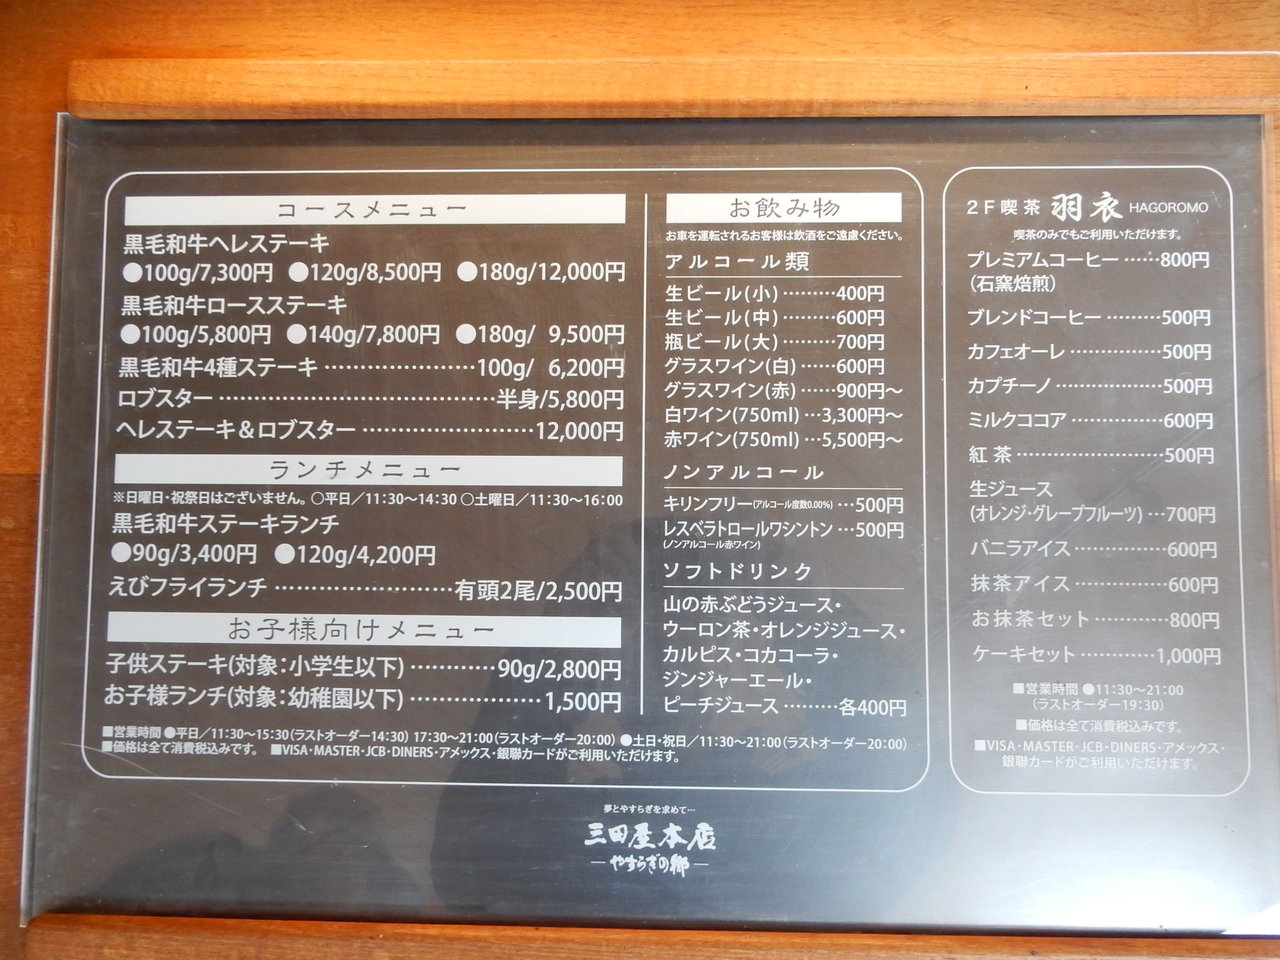 コースメニュー
黒毛和牛ヘレステーキ
●100g/7,300円 ●120g/8,500円 ●180g/12,000円
黒毛和牛ロースステーキ
●100g/5,800円 ●140g/7,800円 ●180g/ 9,500円
黒毛和牛4種ステーキ……………………100g/ 6,200円
ロブスター………………………………………半身/5,800円
ヘレステーキ&ロブスター………………………12,000円
ランチメニュー
※日曜日・祝祭日はございません。○平日/11:30～14:30 ○土曜日/11:30～16:00
黒毛和牛ステーキランチ
●90g/3,400円 ●120g/4,200円
えびフライランチ…………………………有頭2尾/2,500円
お子様向けメニュー
子供ステーキ(対象：小学生以下)…………90g/2,800円
お子様ランチ(対象：幼稚園以下)…………………1,500円
お飲み物
お車を運転されるお客様は飲酒をご遠慮ください。
アルコール類
生ビール(小)………400円
生ビール(中)………600円
瓶ビール(大)………700円
グラスワイン(白)……600円
グラスワイン(赤)……900円～
白ワイン(750ml)…3,300円～
赤ワイン(750ml)…5,500円～
ノンアルコール
キリンフリー(アルコール度数0.00%)…500円
レスベラトロールワシントン…500円
(ノンアルコール赤ワイン)
ソフトドリンク
山の赤ぶどうジュース・
ウーロン茶・オレンジジュース・
カルピス・コカコーラ・
ジンジャーエール・
ピーチジュース………各400円
■営業時間 ●平日/11:30～15:30(ラストオーダー14:30) 17:30～21:00(ラストオーダー20:00) ●土日・祝日/11:30～21:00(ラストオーダー20:00)
■価格は全て消費税込みです。 ■VISA・MASTER・JCB・DINERS・アメックス・銀聯カードがご利用いただけます。
2F喫茶 羽衣 HAGOROMO
喫茶のみでもご利用いただけます。
プレミアムコーヒー……800円
(石窯焙煎)
ブレンドコーヒー………500円
カフェオーレ……………500円
カプチーノ………………500円
ミルクココア……………600円
紅茶………………………500円
生ジュース
(オレンジ・グレープフルーツ)…700円
バニラアイス……………600円
抹茶アイス………………600円
お抹茶セット……………800円
ケーキセット…………1,000円
■営業時間 ●11:30～21:00
(ラストオーダー19:30)
■価格は全て消費税込みです。
■VISA・MASTER・JCB・DINERS・アメックス・
銀聯カードがご利用いただけます。
夢とやすらぎを求めて…
三田屋本店
―やすらぎの郷―